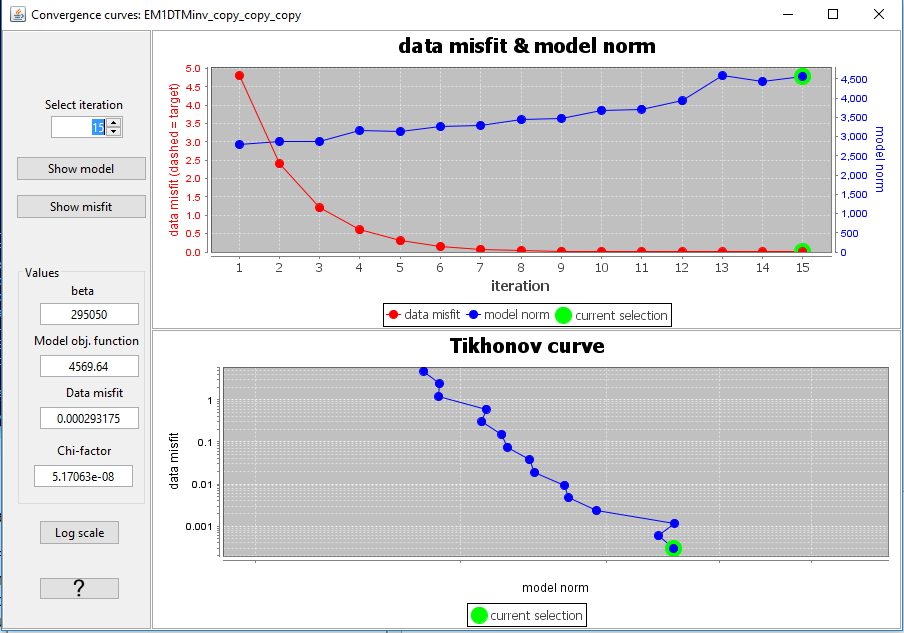 Convergence curves: EM1DTMinv_copy_copy_copy
Select iteration
15
Show model
Show misfit
Values
beta
295050
Model obj. function
4569.64
Data misfit
0.000293175
Chi-factor
5.17063e-08
Log scale
?
data misfit & model norm
data misfit (dashed = target)
5.0
4.5
4.0
3.5
3.0
2.5
2.0
1.5
1.0
0.5
0.0
4,500
4,000
3,500
3,000
2,500
2,000
1,500
1,000
500
0
model norm
1 2 3 4 5 6 7 8 9 10 11 12 13 14 15
iteration
data misfit model norm current selection
Tikhonov curve
data misfit
1
0.1
0.01
0.001
model norm
current selection